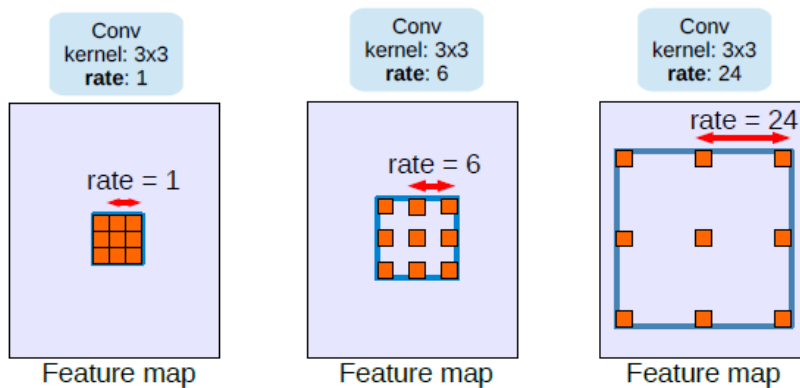 Conv
kernel: 3x3
rate: 1
Conv
kernel: 3x3
rate: 6
Conv
kernel: 3x3
rate: 24
rate = 1
rate = 6
rate = 24
Feature map
Feature map
Feature map